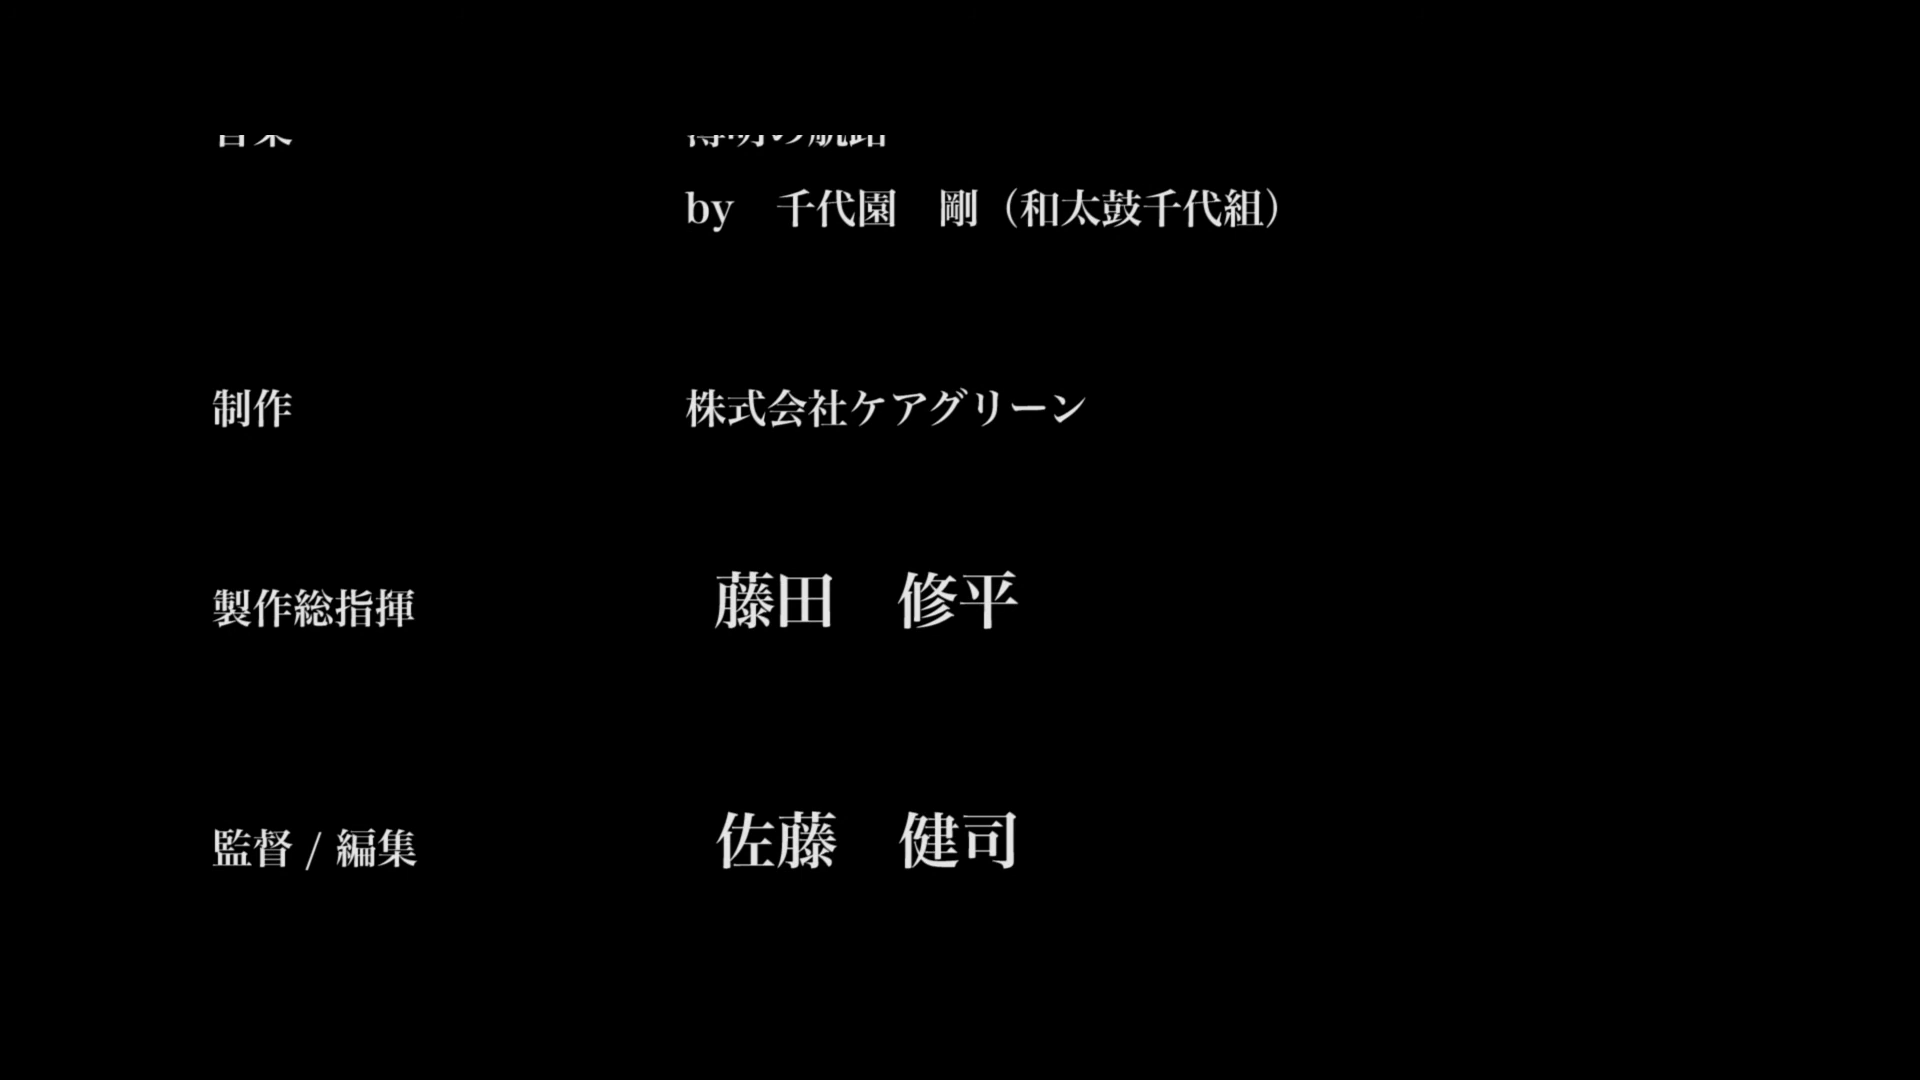 by　千代園　剛（和太鼓千代組）
制作　株式会社ケアグリーン
製作総指揮　藤田　修平
監督 / 編集　佐藤　健司